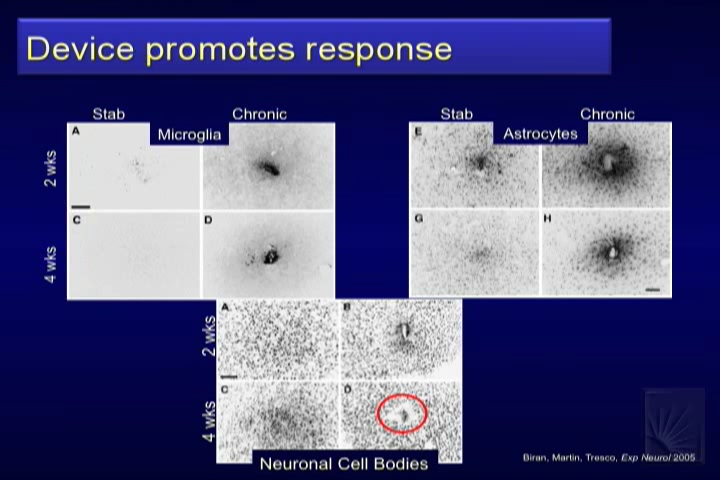 Device promotes response
Stab
Chronic
Stab
Chronic
Microglia
Astrocytes
A
E
2 wks
C
D
G
H
4 wks
A
B
2 wks
C
D
4 wks
Neuronal Cell Bodies
Biran, Martin, Tresco, Exp Neurol 2005